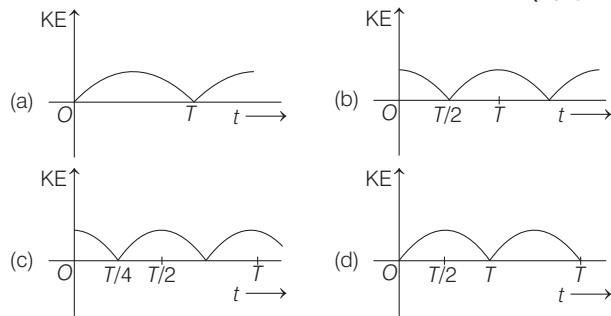 KE KE
(a) (b)
O T t O T/2 T t
KE KE
(c) (d)
O T/4 T/2 T O T/2 T T
t t